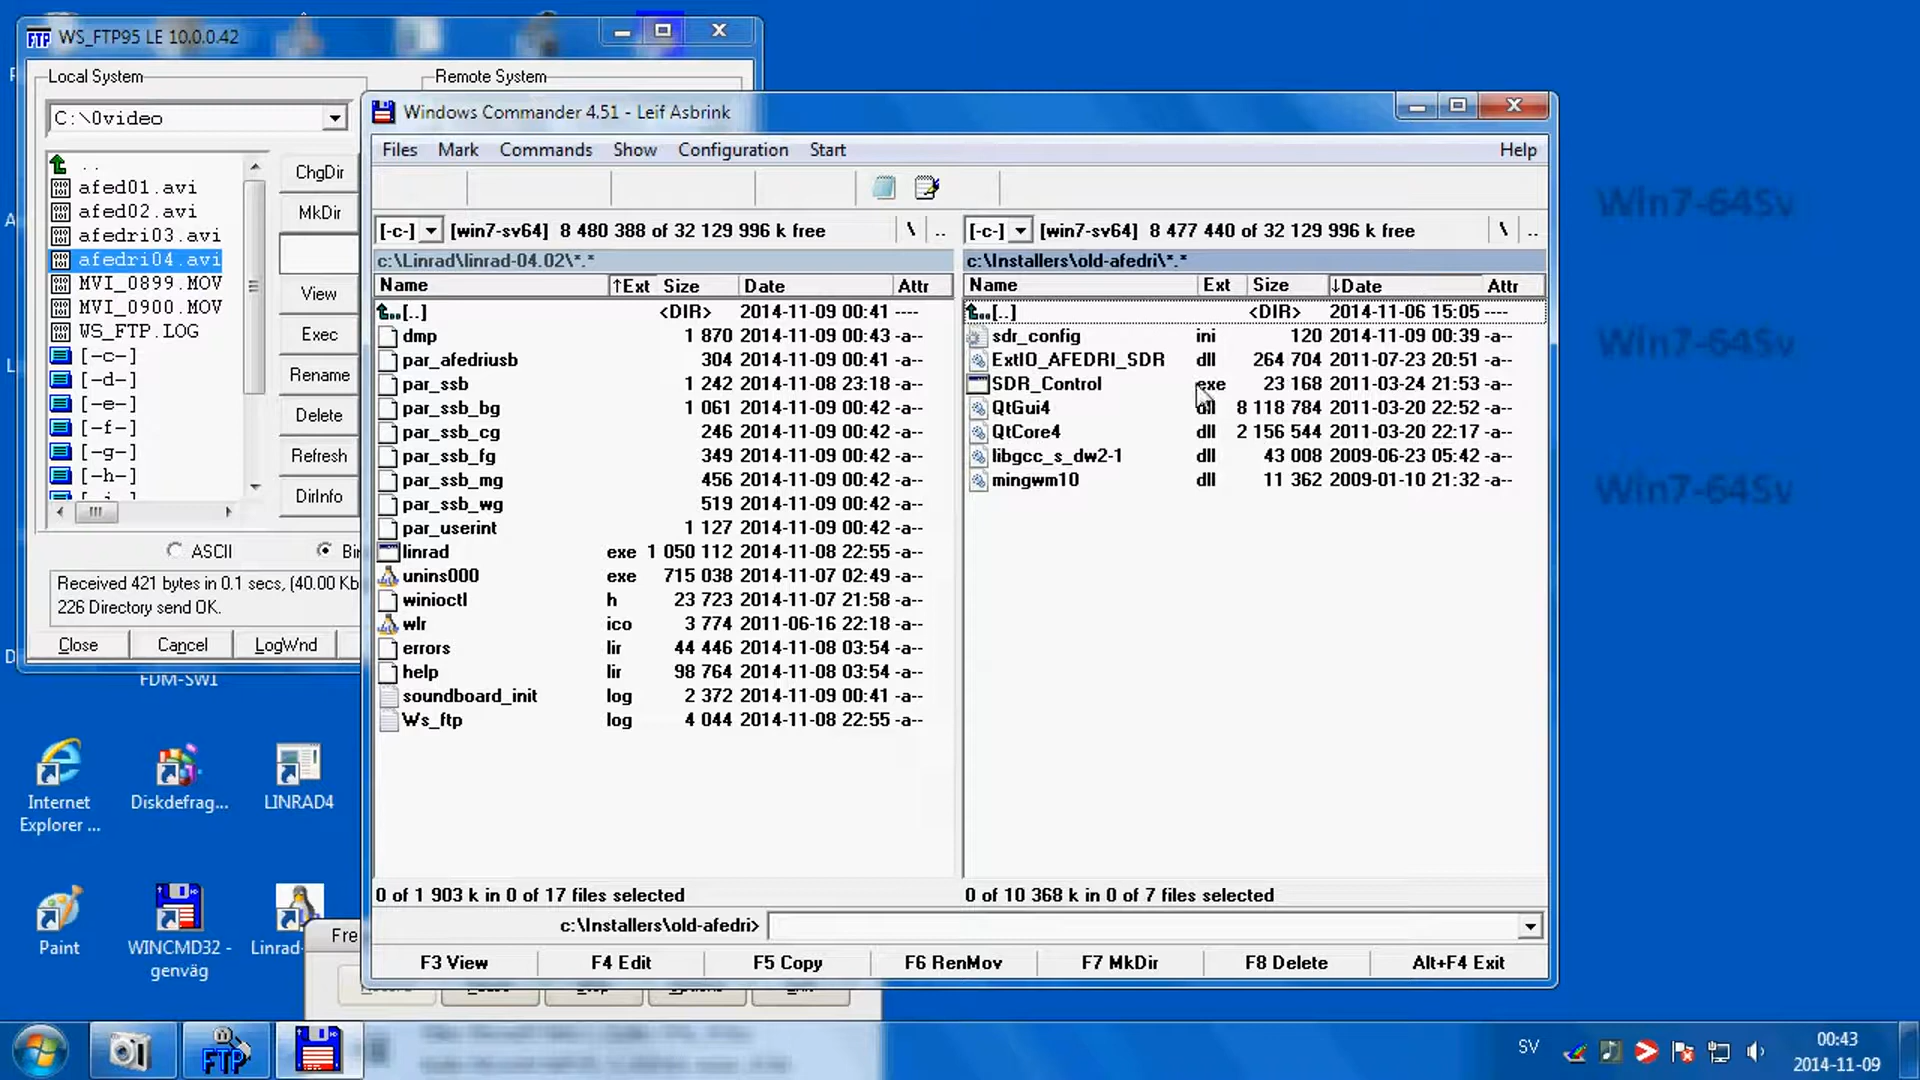 WS_FTP95 LE 10.0.0.42
Local System
Remote System
C:\0video
..
afed01.avi
afed02.avi
afedri03.avi
afedri04.avi
MVI_0899.MOV
MVI_0900.MOV
WS_FTP.LOG
[-c-]
[-d-]
[-e-]
[-f-]
[-g-]
[-h-]
ChgDir
MkDir
View
Exec
Rename
Delete
Refresh
DirInfo
ASCII
Received 421 bytes in 0.1 secs, (40.00 Kb
226 Directory send OK.
Close Cancel LogWnd
Windows Commander 4.51 - Leif Asbrink
Files Mark Commands Show Configuration Start Help
[-c-] [win7-sv64] 8 480 388 of 32 129 996 k free \ ..
c:\Linrad\linrad-04.02\*.*
Name ↑Ext Size Date Attr
[..] <DIR> 2014-11-09 00:41 ----
dmp 1 870 2014-11-09 00:43 -a--
par_afedriusb 304 2014-11-09 00:41 -a--
par_ssb 1 242 2014-11-08 23:18 -a--
par_ssb_bg 1 061 2014-11-09 00:42 -a--
par_ssb_cg 246 2014-11-09 00:42 -a--
par_ssb_fg 349 2014-11-09 00:42 -a--
par_ssb_mg 456 2014-11-09 00:42 -a--
par_ssb_wg 519 2014-11-09 00:42 -a--
par_userint 1 127 2014-11-09 00:42 -a--
linrad exe 1 050 112 2014-11-08 22:55 -a--
unins000 exe 715 038 2014-11-07 02:49 -a--
winioctl h 23 723 2014-11-07 21:58 -a--
wlr ico 3 774 2011-06-16 22:18 -a--
errors lir 44 446 2014-11-08 03:54 -a--
help lir 98 764 2014-11-08 03:54 -a--
soundboard_init log 2 372 2014-11-09 00:41 -a--
Ws_ftp log 4 044 2014-11-08 22:55 -a--
0 of 1 903 k in 0 of 17 files selected
[-c-] [win7-sv64] 8 477 440 of 32 129 996 k free \ ..
c:\Installers\old-afedri\*.*
Name Ext Size ↓Date Attr
[..] <DIR> 2014-11-06 15:05 ----
sdr_config ini 120 2014-11-09 00:39 -a--
ExtIO_AFEDRI_SDR dll 264 704 2011-07-23 20:51 -a--
SDR_Control exe 23 168 2011-03-24 21:53 -a--
QtGui4 dll 8 118 784 2011-03-20 22:52 -a--
QtCore4 dll 2 156 544 2011-03-20 22:17 -a--
libgcc_s_dw2-1 dll 43 008 2009-06-23 05:42 -a--
mingwm10 dll 11 362 2009-01-10 21:32 -a--
0 of 10 368 k in 0 of 7 files selected
c:\Installers\old-afedri>
F3 View F4 Edit F5 Copy F6 RenMov F7 MkDir F8 Delete Alt+F4 Exit
Win7-64Sv
Win7-64Sv
Win7-64Sv
FDM-SW1
Internet Explorer ...
Diskdefrag...
LINRAD4
Paint
WINCMD32 - genväg
Linrad-
Fre
FTP
SV
00:43
2014-11-09